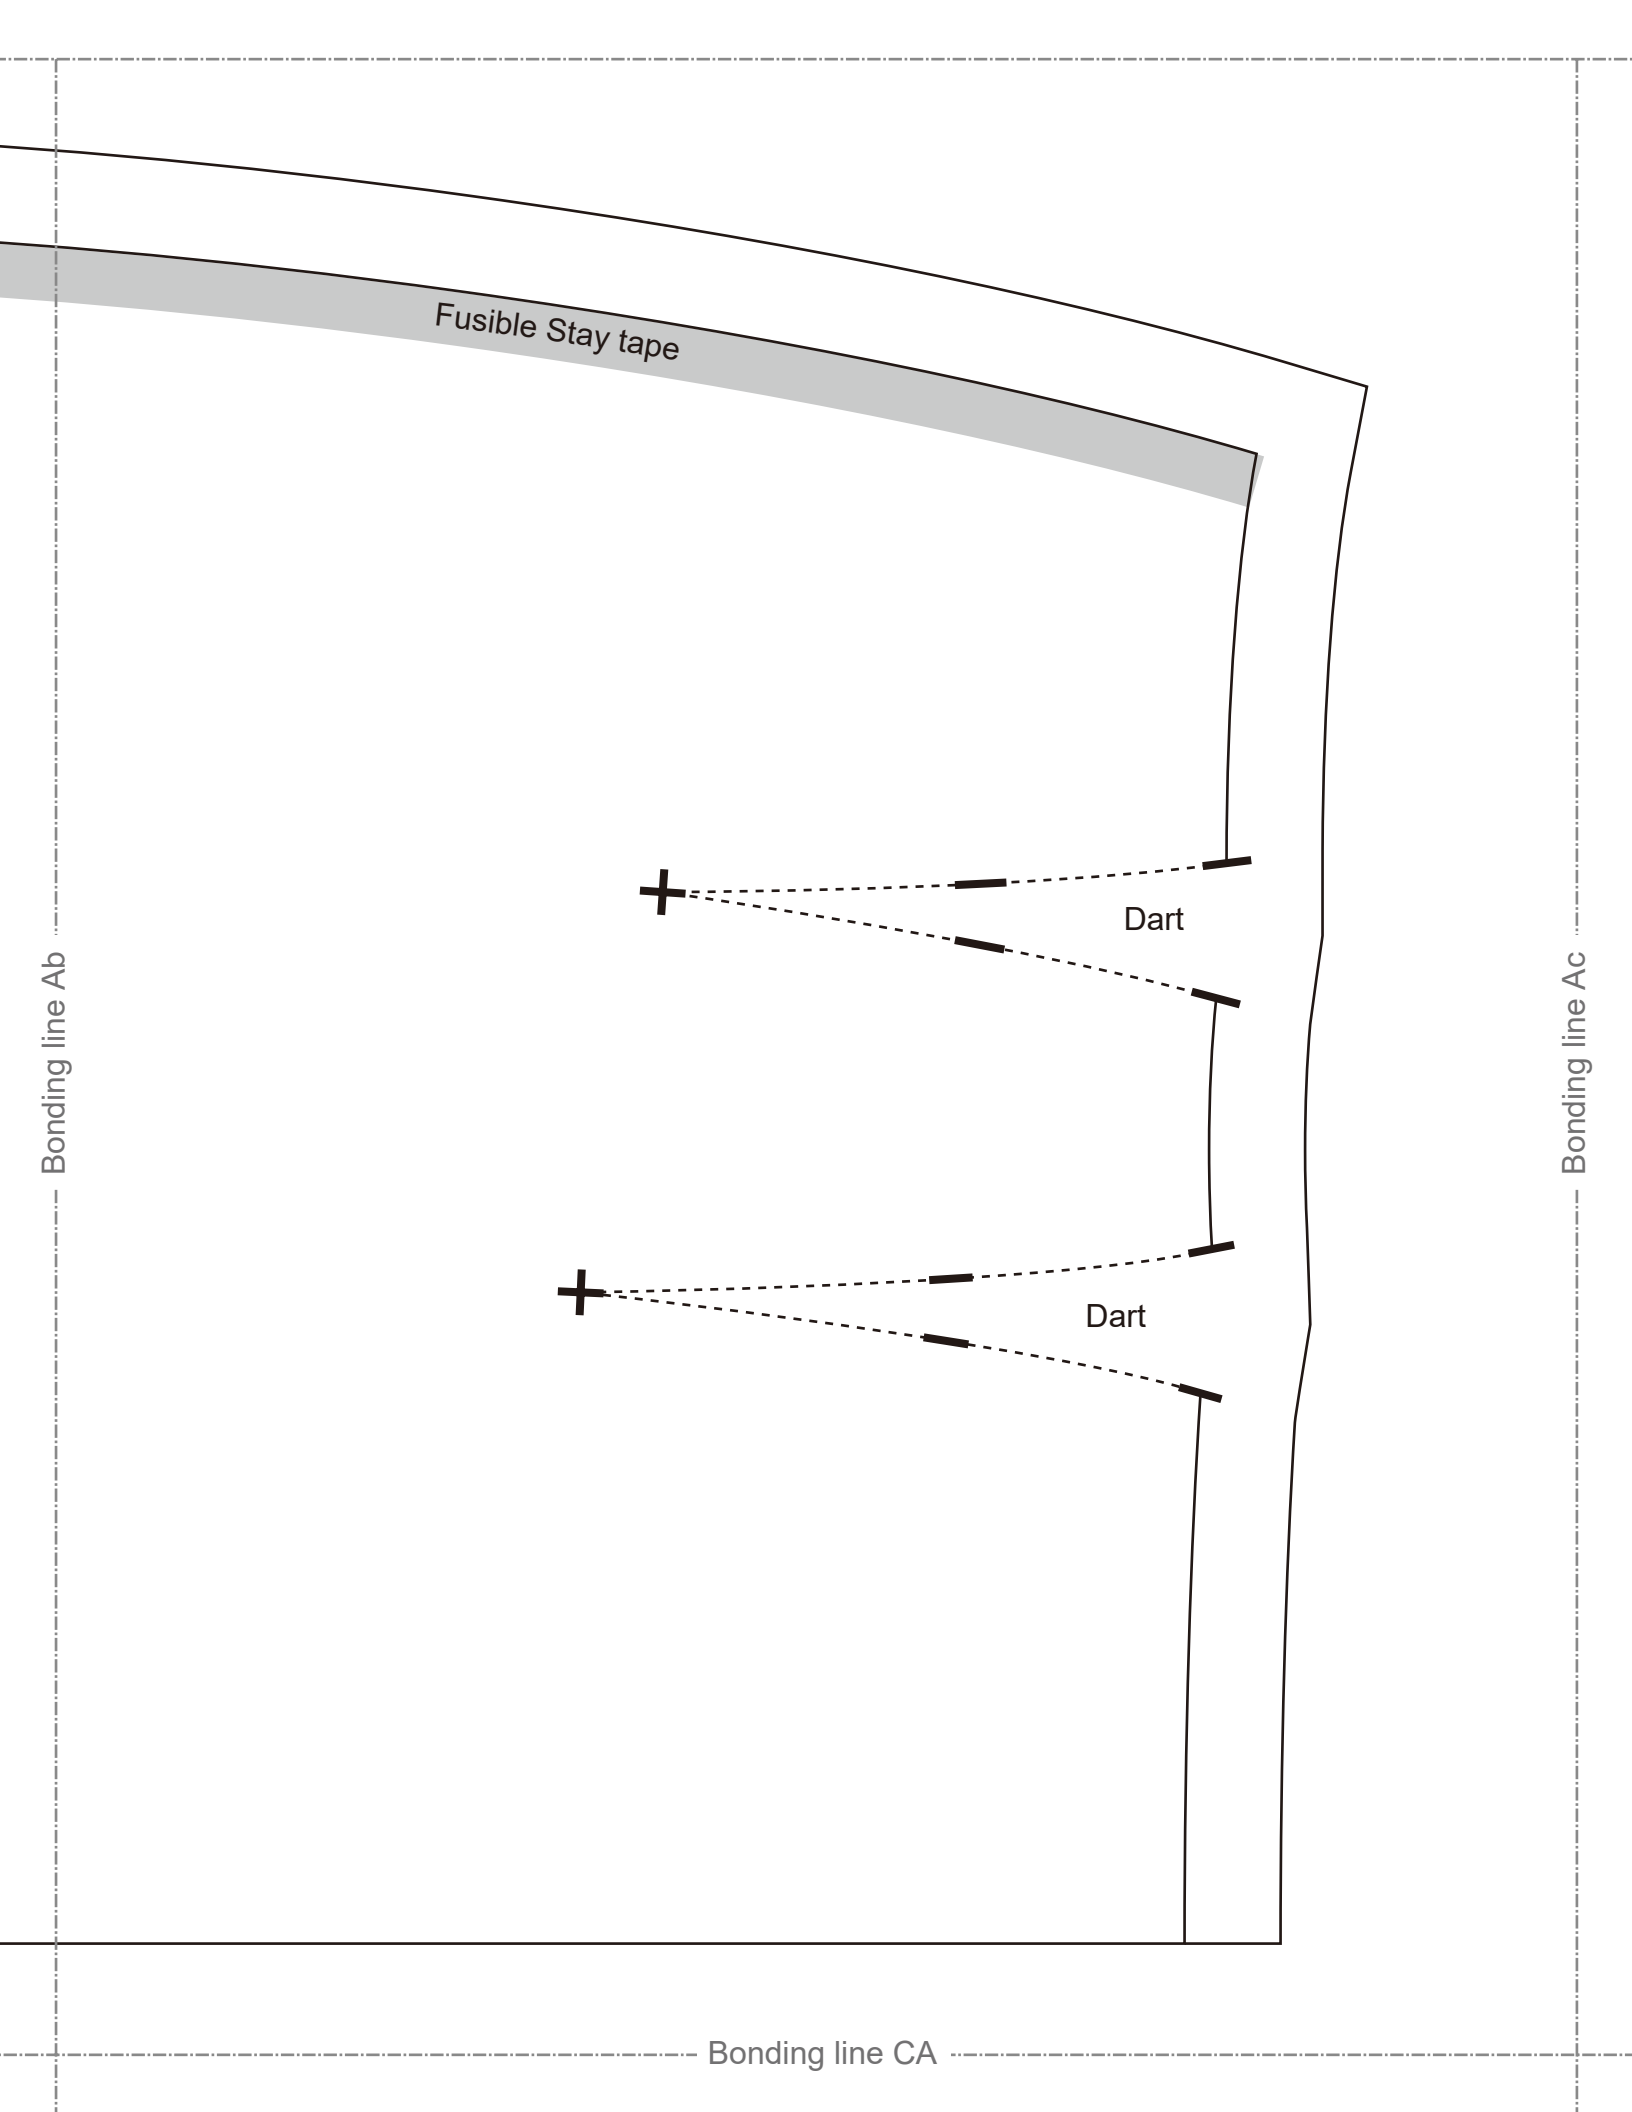 Fusible Stay tape
Dart
Bonding line Ab
Bonding line Ac
Dart
Bonding line CA